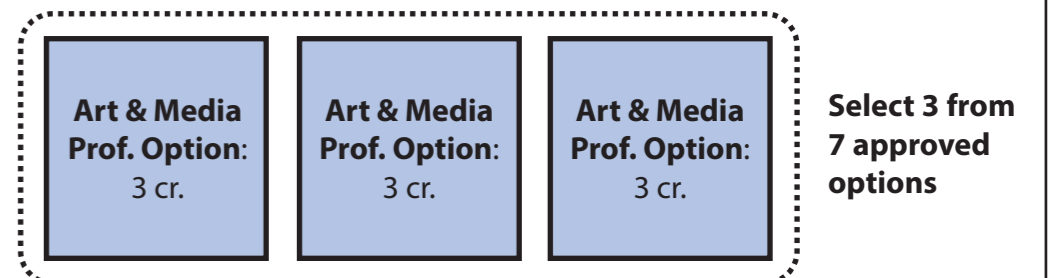 Art & Media
Prof. Option:
3 cr.
Art & Media
Prof. Option:
3 cr.
Art & Media
Prof. Option:
3 cr.
Select 3 from
7 approved
options